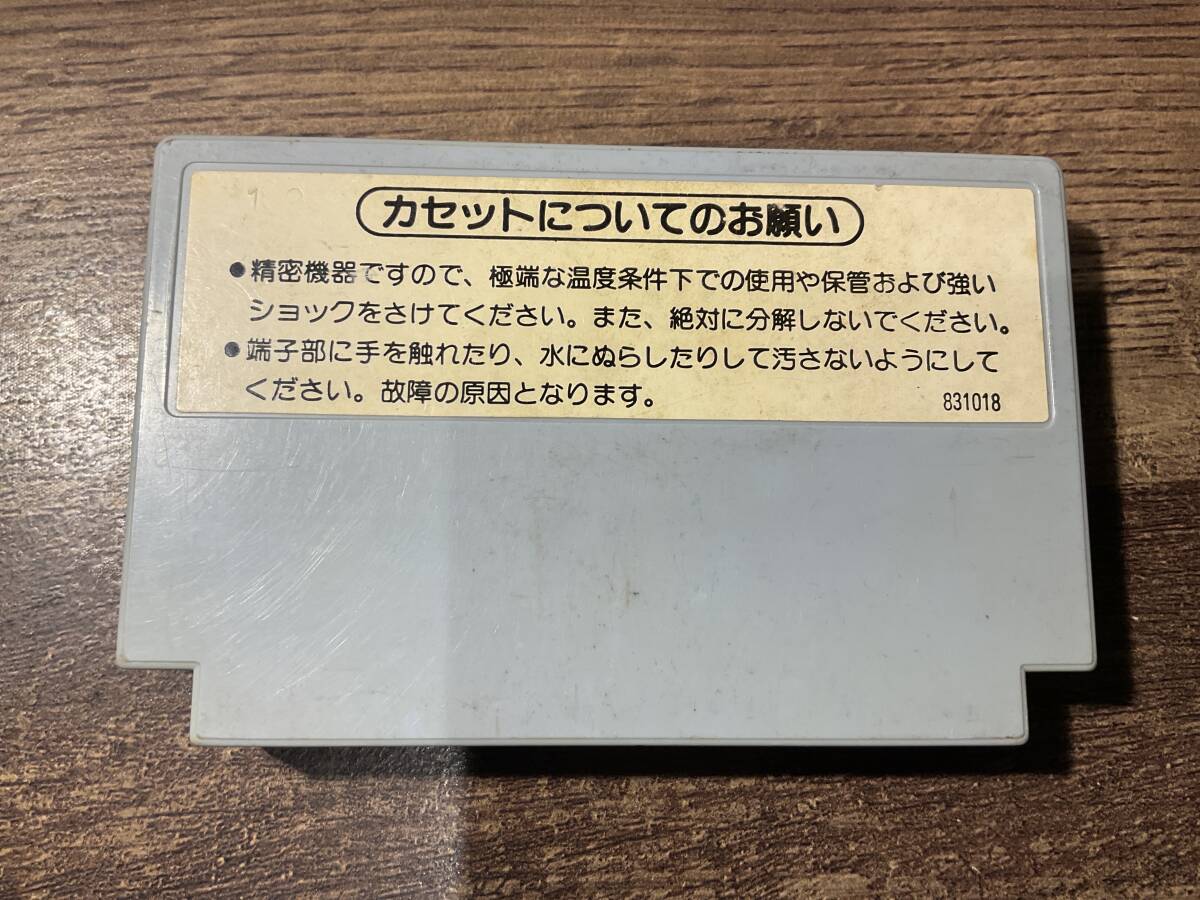 カセットについてのお願い
●精密機器ですので、極端な温度条件下での使用や保管および強い
ショックをさけてください。また、絶対に分解しないでください。
●端子部に手を触れたり、水にぬらしたりして汚さないようにして
ください。故障の原因となります。
831018